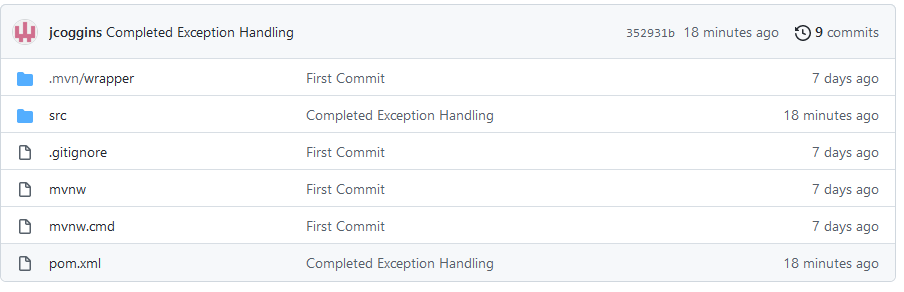 jcoggins Completed Exception Handling 352931b 18 minutes ago 9 commits
.mvn/wrapper First Commit 7 days ago
src Completed Exception Handling 18 minutes ago
.gitignore First Commit 7 days ago
mvnw First Commit 7 days ago
mvnw.cmd First Commit 7 days ago
pom.xml Completed Exception Handling 18 minutes ago